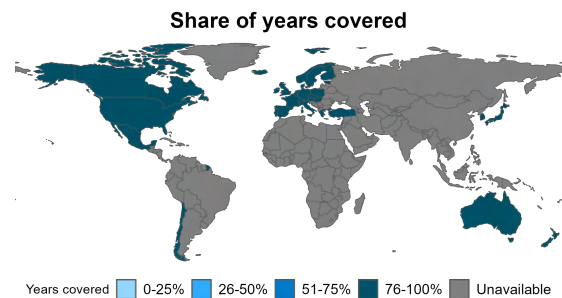 Share of years covered
Years covered 0-25% 26-50% 51-75% 76-100% Unavailable